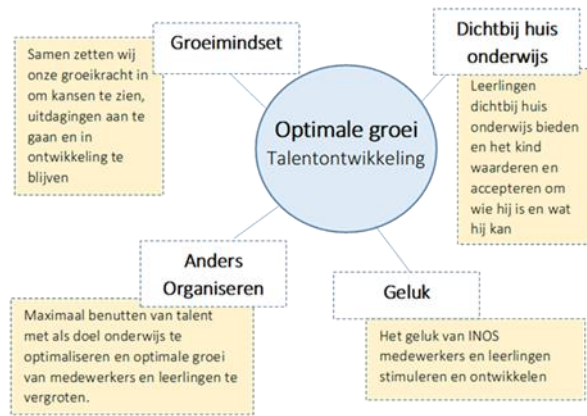 Groeimindset
Samen zetten wij
onze groeikracht in
om kansen te zien,
uitdagingen aan te
gaan en in
ontwikkeling te
blijven
Dichtbij huis
onderwijs
Leerlingen
dichtbij huis
onderwijs bieden
en het kind
waarderen en
accepteren om
wie hij is en wat
hij kan
Optimale groei
Talentontwikkeling
Anders
Organiseren
Maximaal benutten van talent
met als doel onderwijs te
optimaliseren en optimale groei
van medewerkers en leerlingen te
vergroten.
Geluk
Het geluk van INOS
medewerkers en leerlingen
stimuleren en ontwikkelen